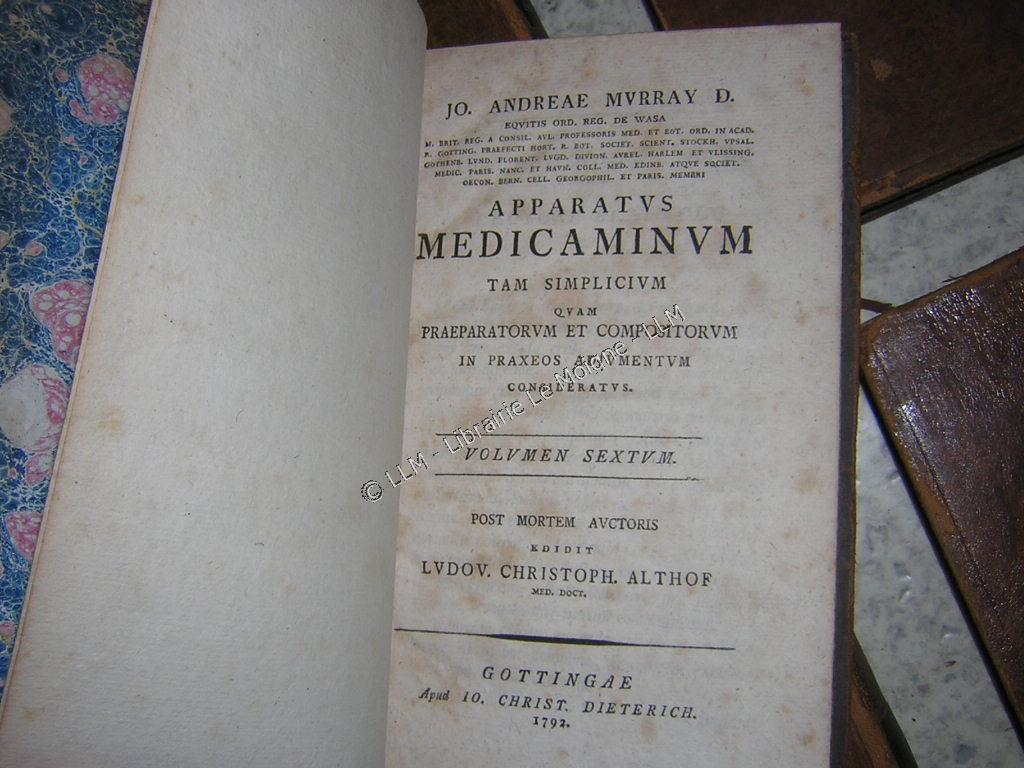 JO. ANDREAE MVRRAY D.
EQVITIS ORD. REG. DE WASA
M. BRIT. REG. A CONSIL. AVL. PROFESSORIS MED. ET BOT. ORD. IN ACAD.
R. GOTTING. PRAEFECTI HORT. R. BOT. SOCIET. SCIENT. STOCKH. VPSAL.
GOTHENB. LVND. FLORENT. LVGD. DIVION. AVREL. HARLEM ET VLISSING.
MEDIC. PARIS. NANC. ET HAVN. COLL. MED. EDINB. ATQVE SOCIET.
OECON. BERN. CELL. GEORGOPHIL. ET PARIS. MEMBRI
APPARATVS
MEDICAMINVM
TAM SIMPLICIVM
QVAM
PRAEPARATORVM ET COMPOSITORVM
IN PRAXEOS ADIVMENTVM
CONSIDERATVS.
VOLVMEN SEXTVM.
POST MORTEM AVCTORIS
EDIDIT
LVDOV. CHRISTOPH. ALTHOF
MED. DOCT.
GOTTINGAE
Apud IO. CHRIST. DIETERICH.
1792.
© LLM - Librairie Le Moigne - LLM